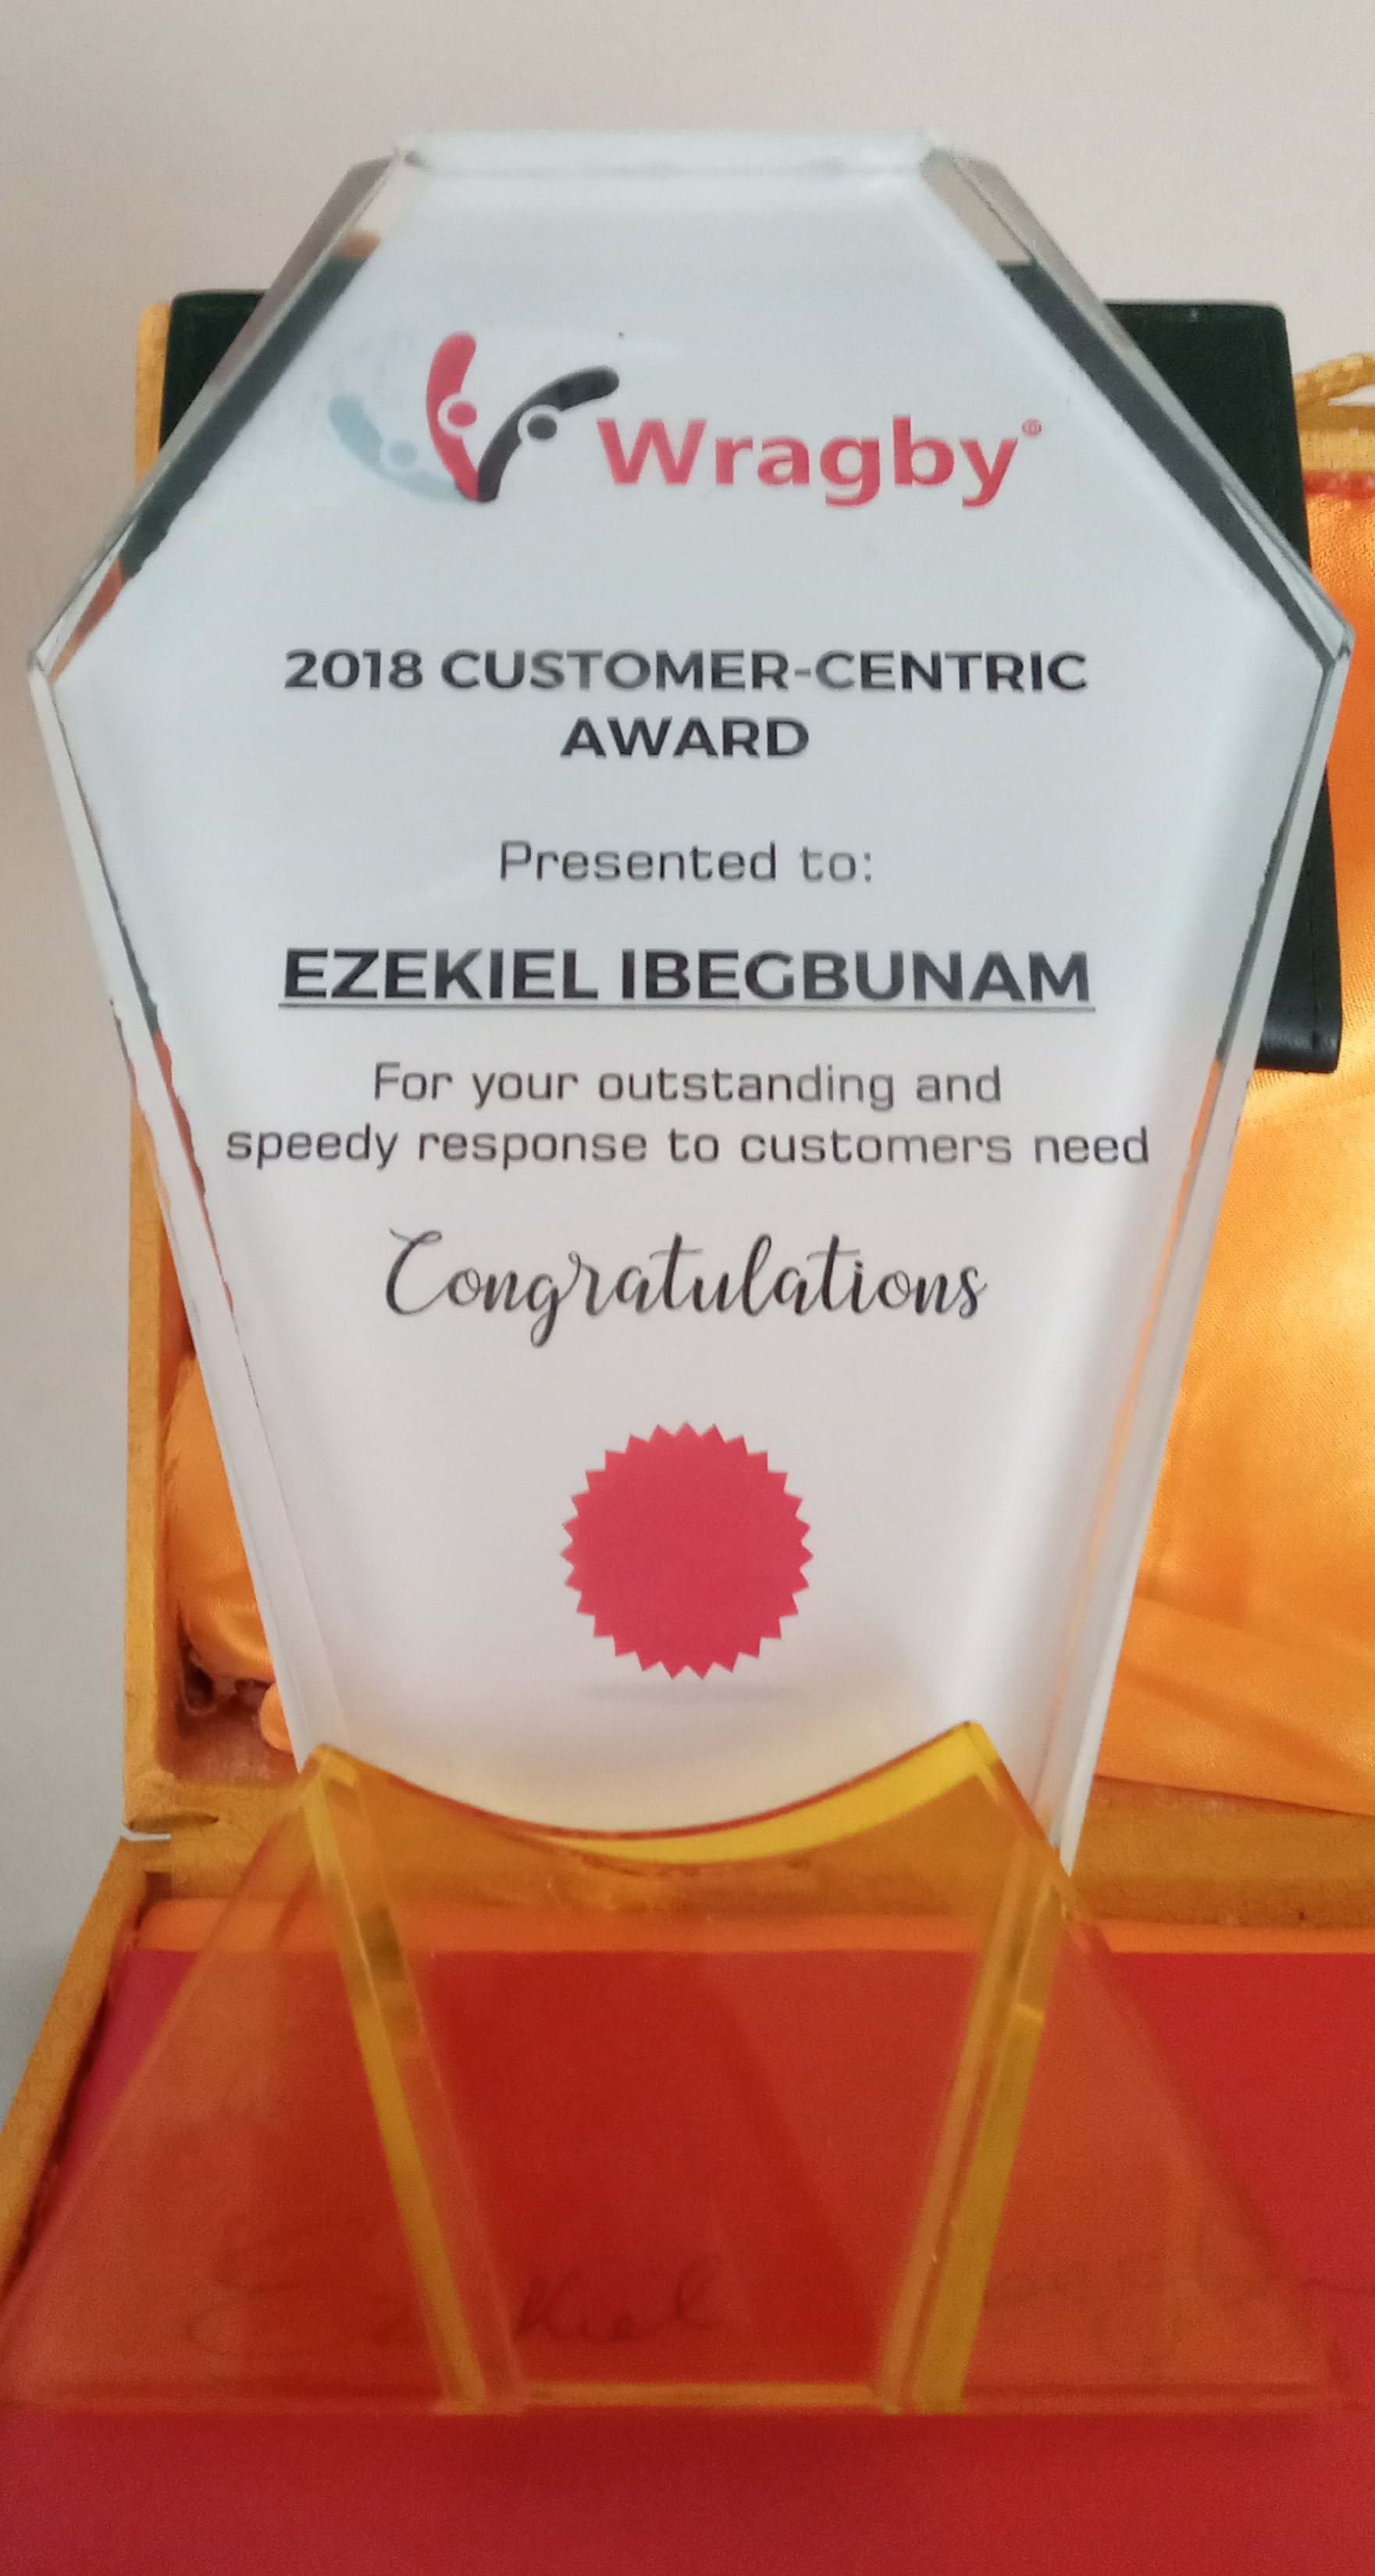 Wragby®
2018 CUSTOMER-CENTRIC
AWARD
Presented to:
EZEKIEL IBEGBUNAM
For your outstanding and
speedy response to customers need
Congratulations
Ezekiel